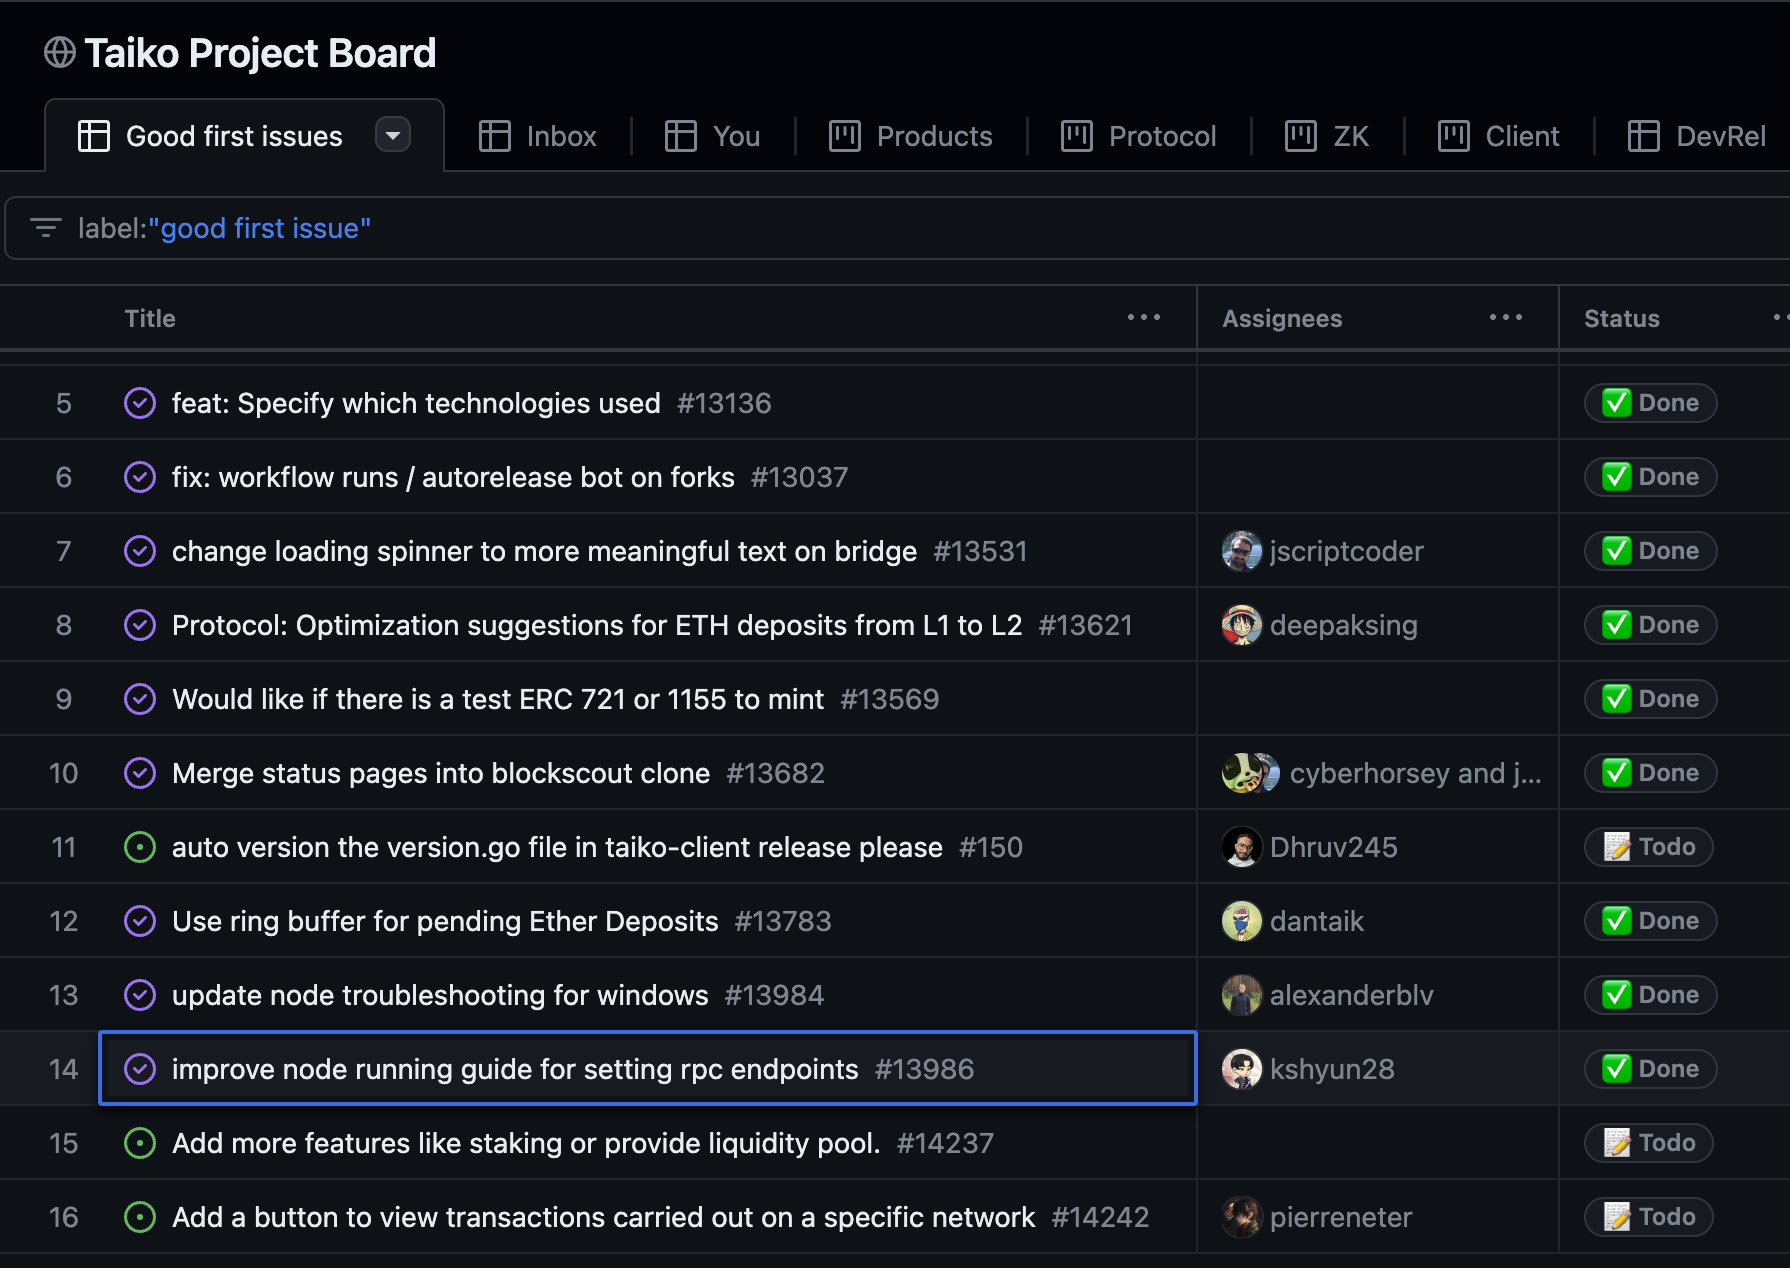 Taiko Project Board
Good first issues Inbox You Products Protocol ZK Client DevRel
label:"good first issue"
Title ... Assignees ... Status
5 feat: Specify which technologies used #13136 Done
6 fix: workflow runs / autorelease bot on forks #13037 Done
7 change loading spinner to more meaningful text on bridge #13531 jscriptcoder Done
8 Protocol: Optimization suggestions for ETH deposits from L1 to L2 #13621 deepaksing Done
9 Would like if there is a test ERC 721 or 1155 to mint #13569 Done
10 Merge status pages into blockscout clone #13682 cyberhorsey and j... Done
11 auto version the version.go file in taiko-client release please #150 Dhruv245 Todo
12 Use ring buffer for pending Ether Deposits #13783 dantaik Done
13 update node troubleshooting for windows #13984 alexanderblv Done
14 improve node running guide for setting rpc endpoints #13986 kshyun28 Done
15 Add more features like staking or provide liquidity pool. #14237 Todo
16 Add a button to view transactions carried out on a specific network #14242 pierreneter Todo